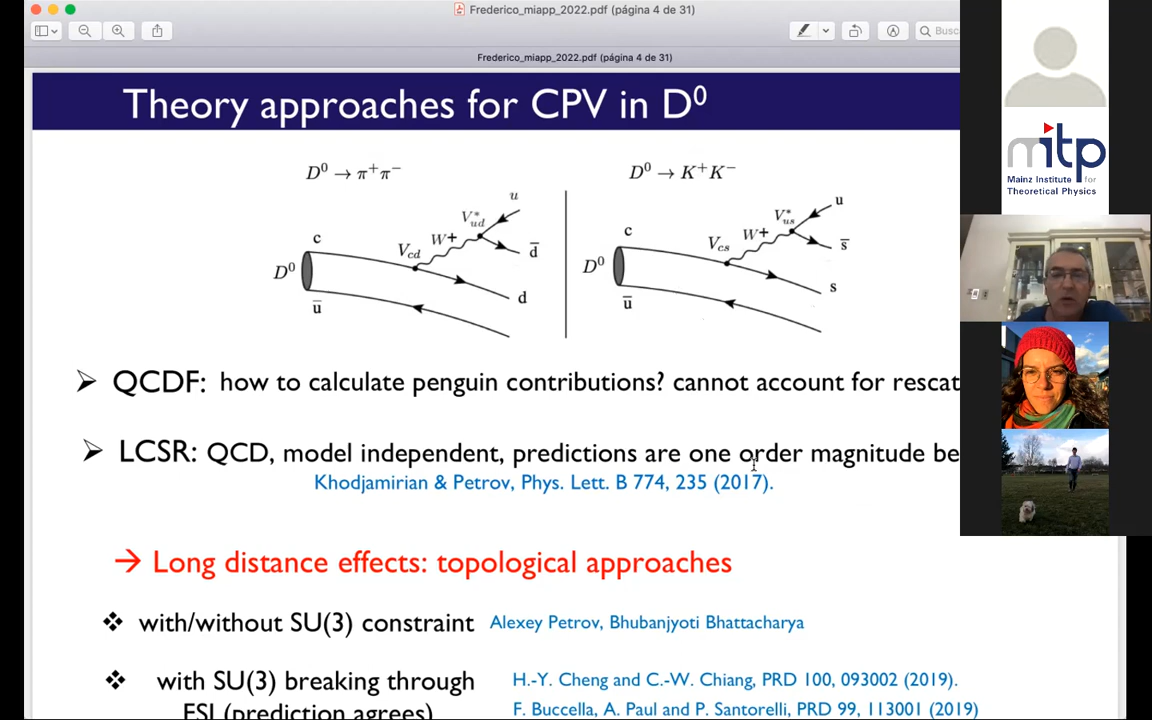 Frederico_miapp_2022.pdf (página 4 de 31)
Busc
Frederico_miapp_2022.pdf (página 4 de 31)
Theory approaches for CPV in D⁰
D⁰ → π⁺π⁻
D⁰ → K⁺K⁻
u
V*ud
W+
Vcd
c
d̄
D⁰
d
ū
u
V*us
W+
Vcs
c
s̄
D⁰
s
ū
➢ QCDF: how to calculate penguin contributions? cannot account for rescat
➢ LCSR: QCD, model independent, predictions are one order magnitude be
Khodjamirian & Petrov, Phys. Lett. B 774, 235 (2017).
→ Long distance effects: topological approaches
❖ with/without SU(3) constraint Alexey Petrov, Bhubanjyoti Bhattacharya
❖ with SU(3) breaking through H.-Y. Cheng and C.-W. Chiang, PRD 100, 093002 (2019).
FSI (prediction agrees) F. Buccella, A. Paul and P. Santorelli, PRD 99, 113001 (2019)
mitp
Mainz Institute for
Theoretical Physics